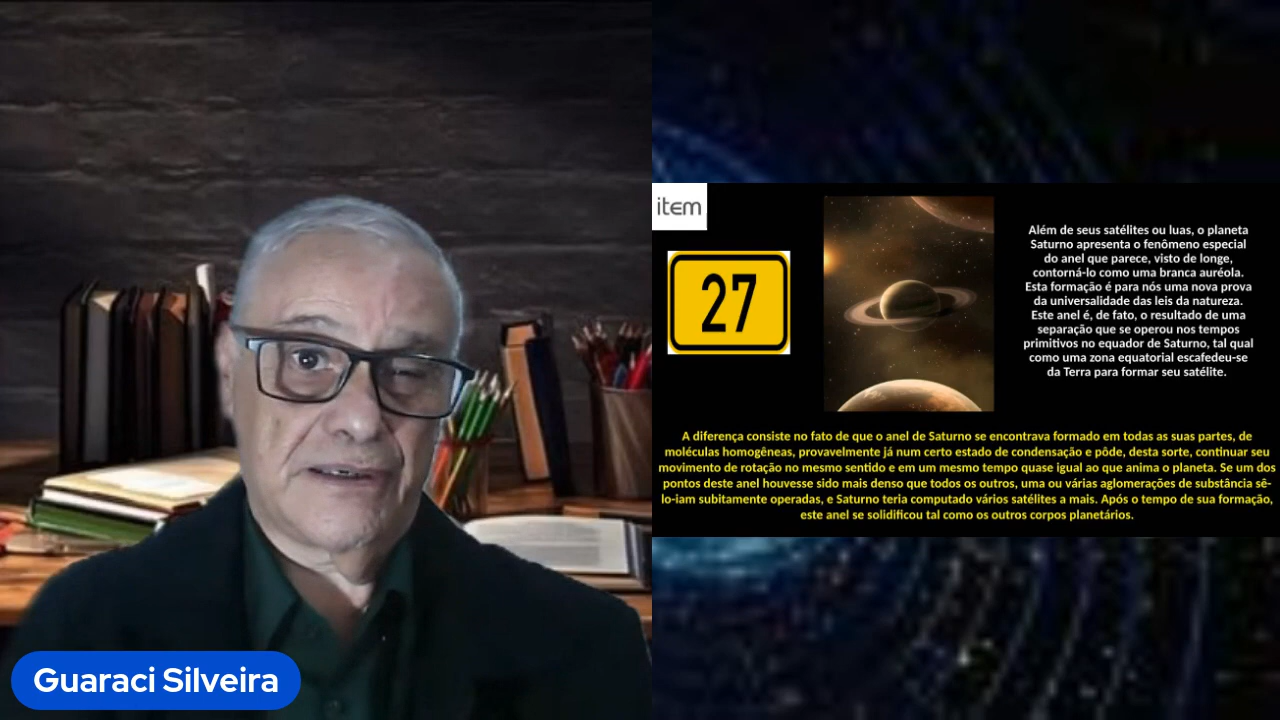 item
27
Além de seus satélites ou luas, o planeta
Saturno apresenta o fenômeno especial
do anel que parece, visto de longe,
contorná-lo como uma branca auréola.
Esta formação é para nós uma nova prova
da universalidade das leis da natureza.
Este anel é, de fato, o resultado de uma
separação que se operou nos tempos
primitivos no equador de Saturno, tal qual
como uma zona equatorial escafedeu-se
da Terra para formar seu satélite.
A diferença consiste no fato de que o anel de Saturno se encontrava formado em todas as suas partes, de
moléculas homogêneas, provavelmente já num certo estado de condensação e pôde, desta sorte, continuar seu
movimento de rotação no mesmo sentido e em um mesmo tempo quase igual ao que anima o planeta. Se um dos
pontos deste anel houvesse sido mais denso que todos os outros, uma ou várias aglomerações de substância sê-
lo-iam subitamente operadas, e Saturno teria computado vários satélites a mais. Após o tempo de sua formação,
este anel se solidificou tal como os outros corpos planetários.
Guaraci Silveira